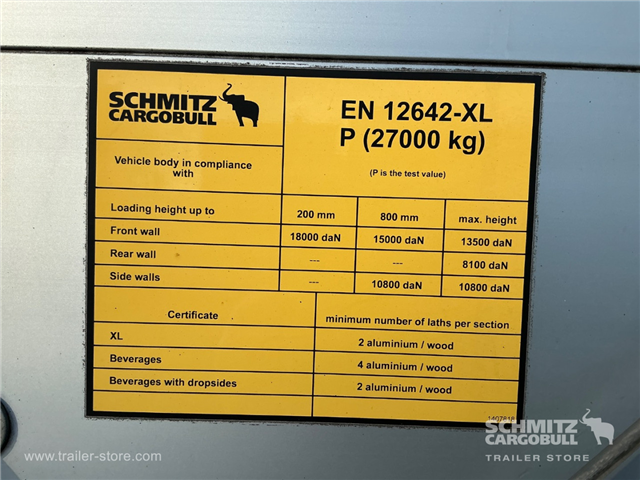 SCHMITZ
CARGOBULL
EN 12642-XL
P (27000 kg)
Vehicle body in compliance
with
(P is the test value)
Loading height up to 200 mm 800 mm max. height
Front wall 18000 daN 15000 daN 13500 daN
Rear wall --- --- 8100 daN
Side walls --- 10800 daN 10800 daN
Certificate minimum number of laths per section
XL 2 aluminium / wood
Beverages 4 aluminium / wood
Beverages with dropsides 2 aluminium / wood
SCHMITZ
CARGOBULL
TRAILER STORE
www.trailer-store.com